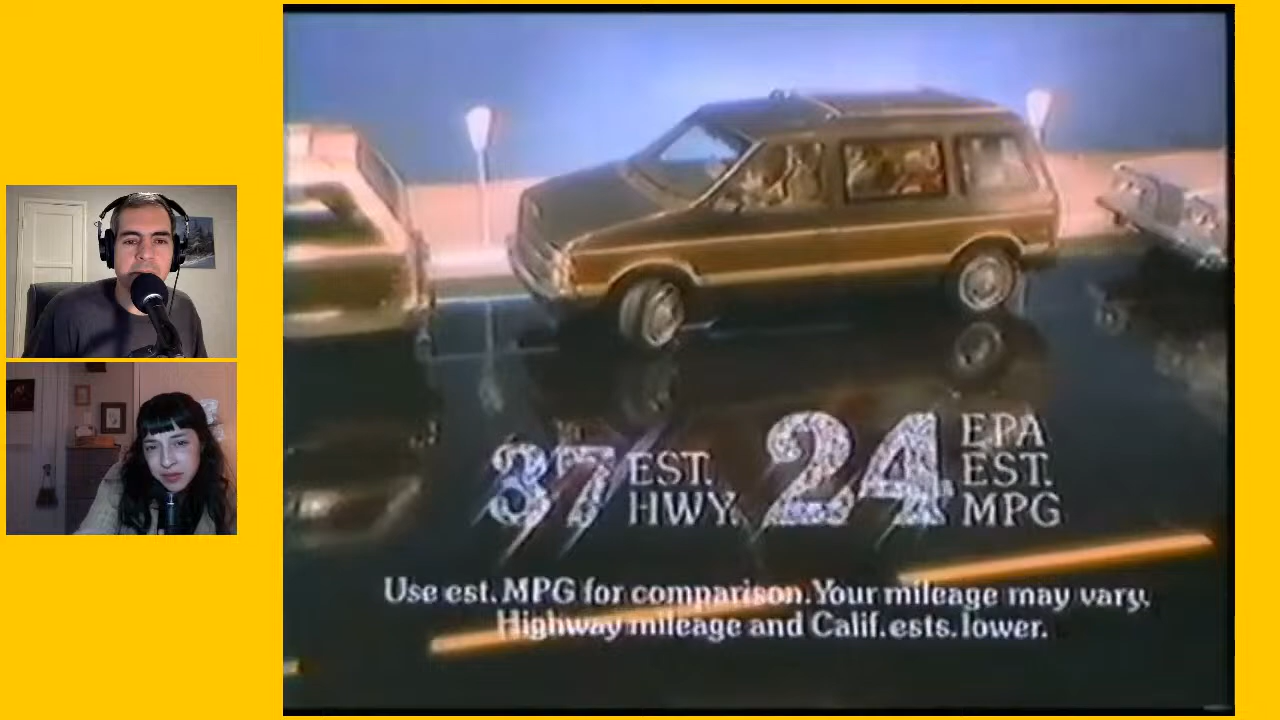 37 EST. HWY. 24 EPA EST. MPG
Use est. MPG for comparison. Your mileage may vary.
Highway mileage and Calif. ests. lower.